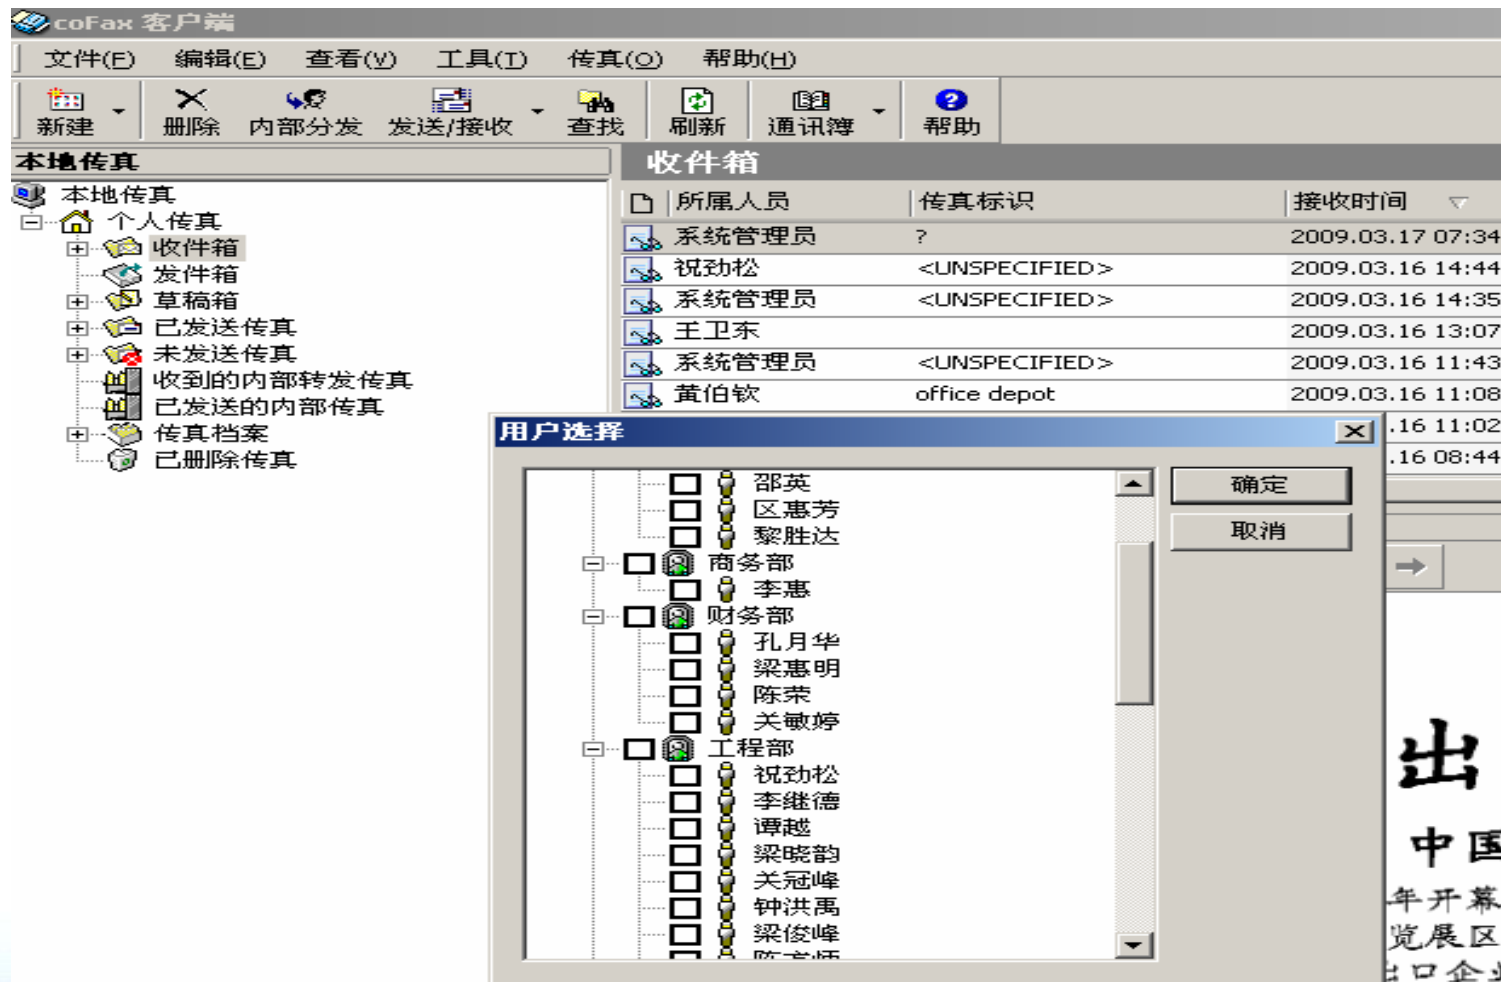 coFax 客户端
文件(F) 编辑(E) 查看(V) 工具(T) 传真(O) 帮助(H)
新建 删除 内部分发 发送/接收 查找 刷新 通讯簿 帮助
本地传真
本地传真
个人传真
收件箱
发件箱
草稿箱
已发送传真
未发送传真
收到的内部转发传真
已发送的内部传真
传真档案
已删除传真
收件箱
所属人员 传真标识 接收时间
系统管理员 ? 2009.03.17 07:34
祝劲松 <UNSPECIFIED> 2009.03.16 14:44
系统管理员 <UNSPECIFIED> 2009.03.16 14:35
王卫东 2009.03.16 13:07
系统管理员 <UNSPECIFIED> 2009.03.16 11:43
黄伯钦 office depot 2009.03.16 11:08
.16 11:02
.16 08:44
用户选择
邵英
区惠芳
黎胜达
商务部
李惠
财务部
孔月华
梁惠明
陈荣
关敏婷
工程部
祝劲松
李继德
谭越
梁晓韵
关冠峰
钟洪禹
梁俊峰
确定
取消
出
中国
年开幕
览展区
出口企业